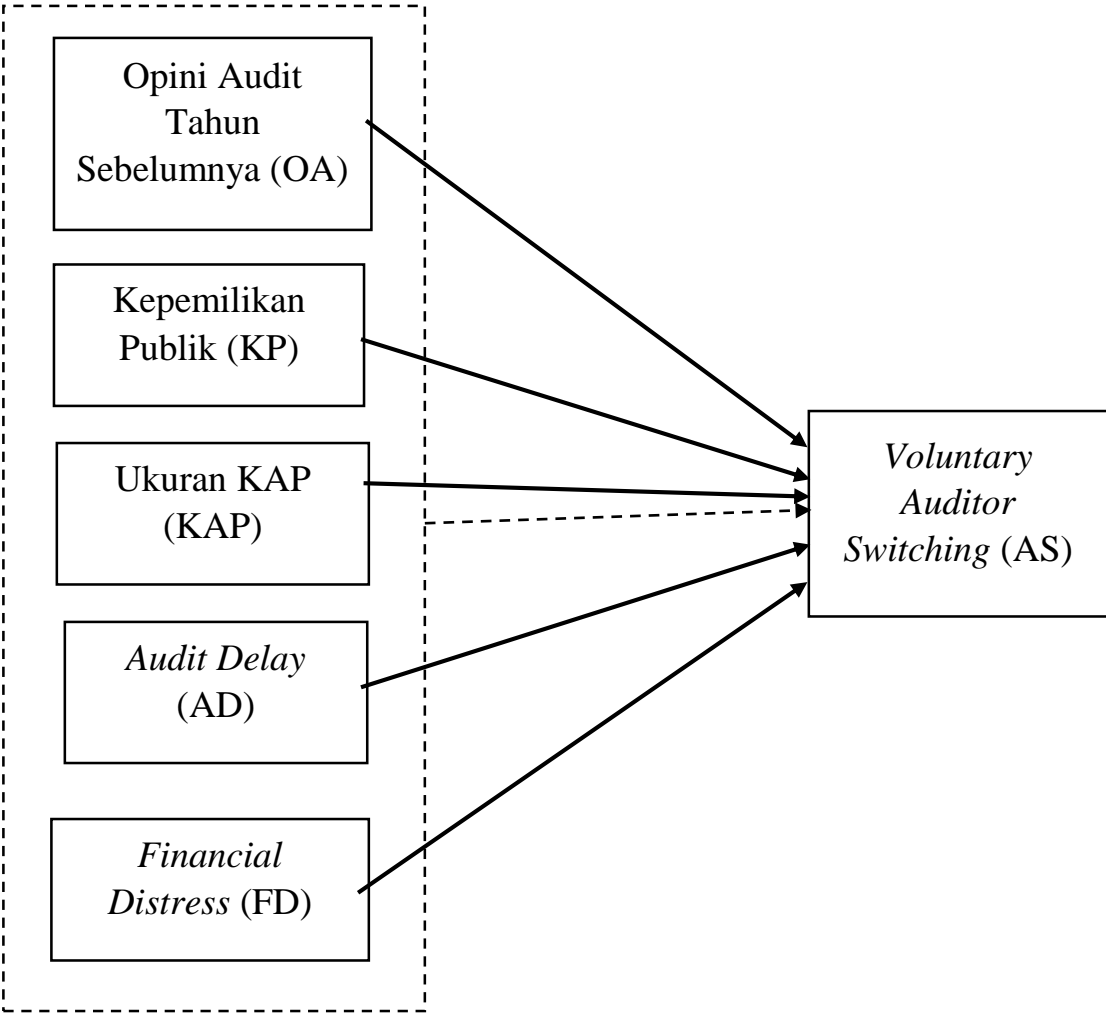 Opini Audit
Tahun
Sebelumnya (OA)
Kepemilikan
Publik (KP)
Ukuran KAP
(KAP)
Audit Delay
(AD)
Financial
Distress (FD)
Voluntary
Auditor
Switching (AS)